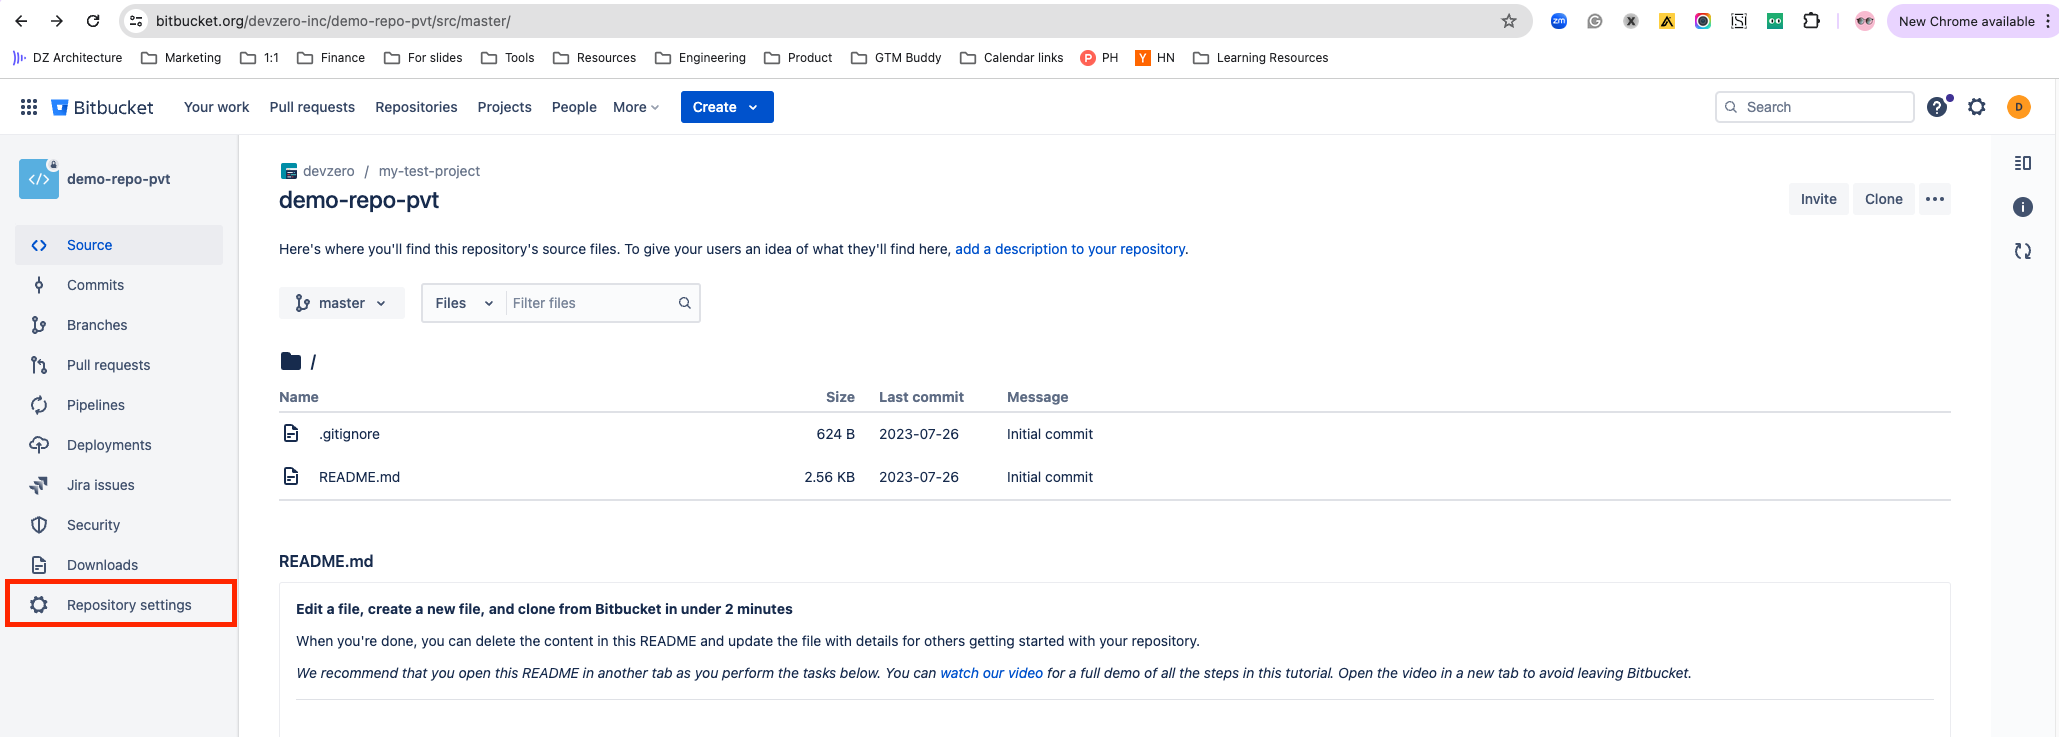 bitbucket.org/devzero-inc/demo-repo-pvt/src/master/
zm
New Chrome available
DZ Architecture Marketing 1:1 Finance For slides Tools Resources Engineering Product GTM Buddy Calendar links P PH Y HN Learning Resources
Bitbucket Your work Pull requests Repositories Projects People More Create Search ? D
</> demo-repo-pvt
Source
Commits
Branches
Pull requests
Pipelines
Deployments
Jira issues
Security
Downloads
Repository settings
devzero / my-test-project
demo-repo-pvt
Invite Clone
Here's where you'll find this repository's source files. To give your users an idea of what they'll find here, add a description to your repository.
master Files Filter files
/
Name Size Last commit Message
.gitignore 624 B 2023-07-26 Initial commit
README.md 2.56 KB 2023-07-26 Initial commit
README.md
Edit a file, create a new file, and clone from Bitbucket in under 2 minutes
When you're done, you can delete the content in this README and update the file with details for others getting started with your repository.
We recommend that you open this README in another tab as you perform the tasks below. You can watch our video for a full demo of all the steps in this tutorial. Open the video in a new tab to avoid leaving Bitbucket.